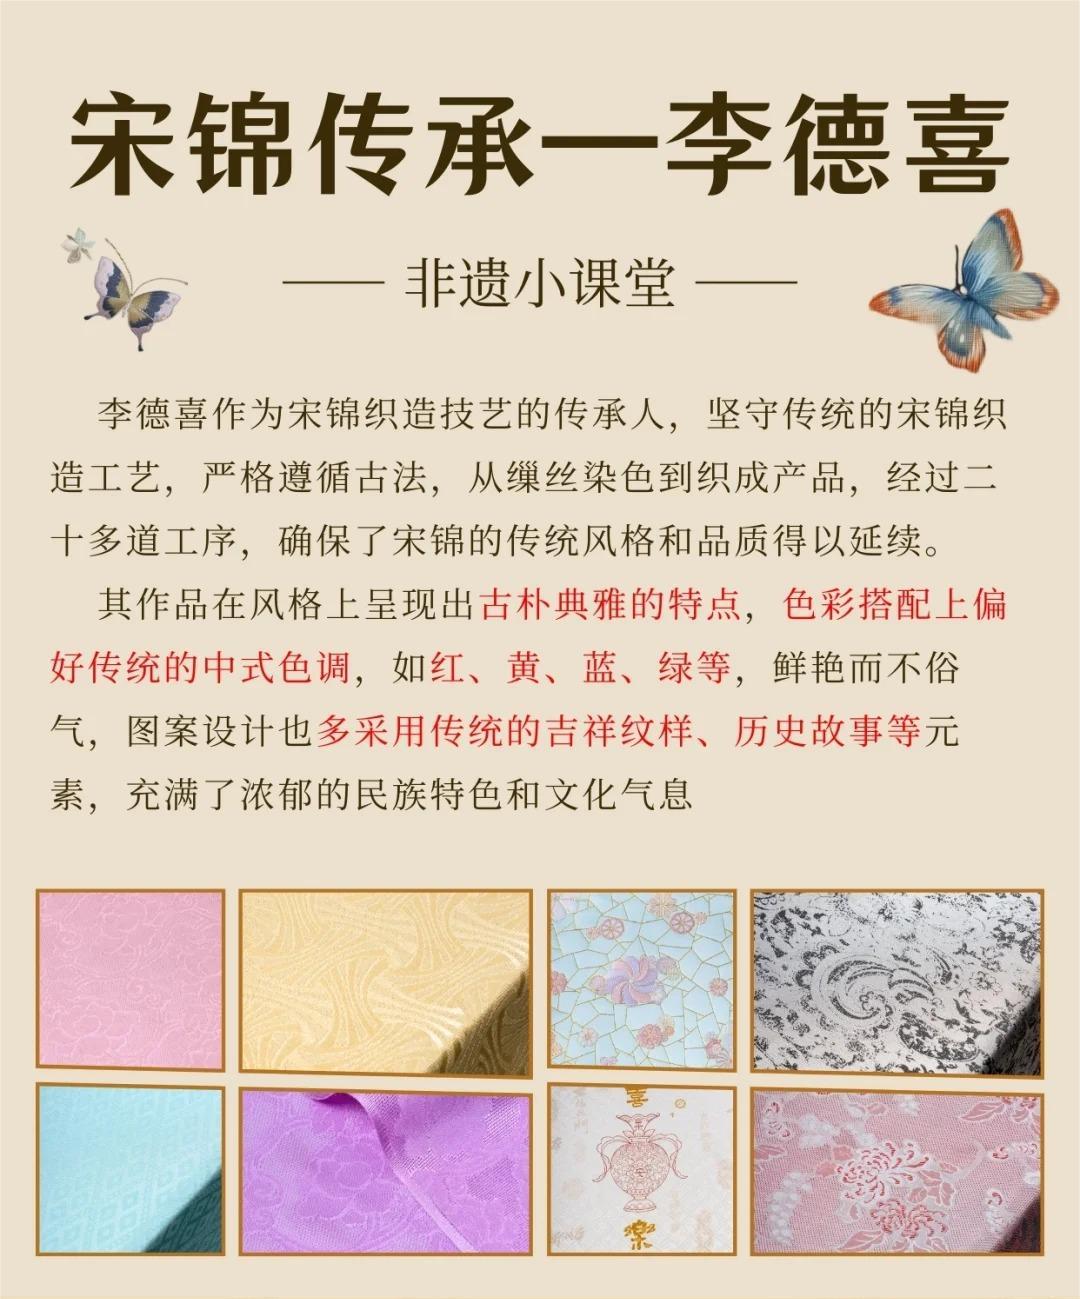 宋锦传承—李德喜
非遗小课堂
李德喜作为宋锦织造技艺的传承人，坚守传统的宋锦织
造工艺，严格遵循古法，从缫丝染色到织成产品，经过二
十多道工序，确保了宋锦的传统风格和品质得以延续。
其作品在风格上呈现出古朴典雅的特点，色彩搭配上偏
好传统的中式色调，如红、黄、蓝、绿等，鲜艳而不俗
气，图案设计也多采用传统的吉祥纹样、历史故事等元
素，充满了浓郁的民族特色和文化气息
喜
樂